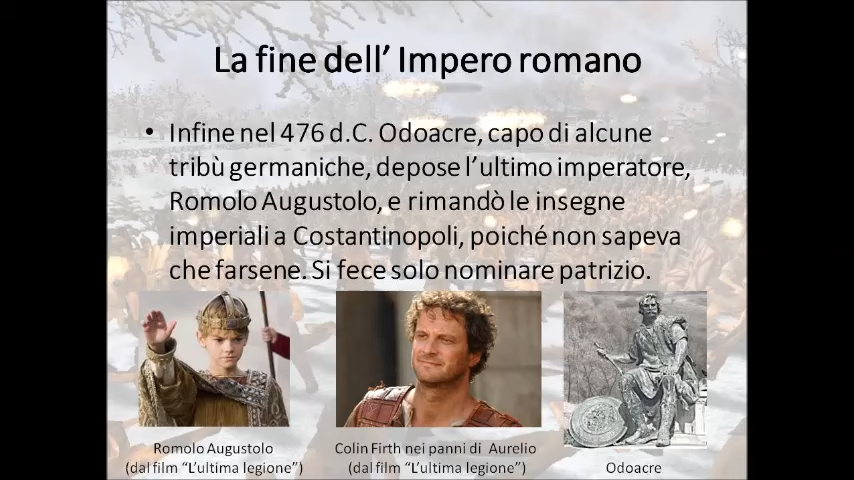 La fine dell' Impero romano
• Infine nel 476 d.C. Odoacre, capo di alcune
tribù germaniche, depose l'ultimo imperatore,
Romolo Augustolo, e rimandò le insegne
imperiali a Costantinopoli, poiché non sapeva
che farsene. Si fece solo nominare patrizio.
Romolo Augustolo
(dal film "L'ultima legione")
Colin Firth nei panni di Aurelio
(dal film "L'ultima legione")
Odoacre